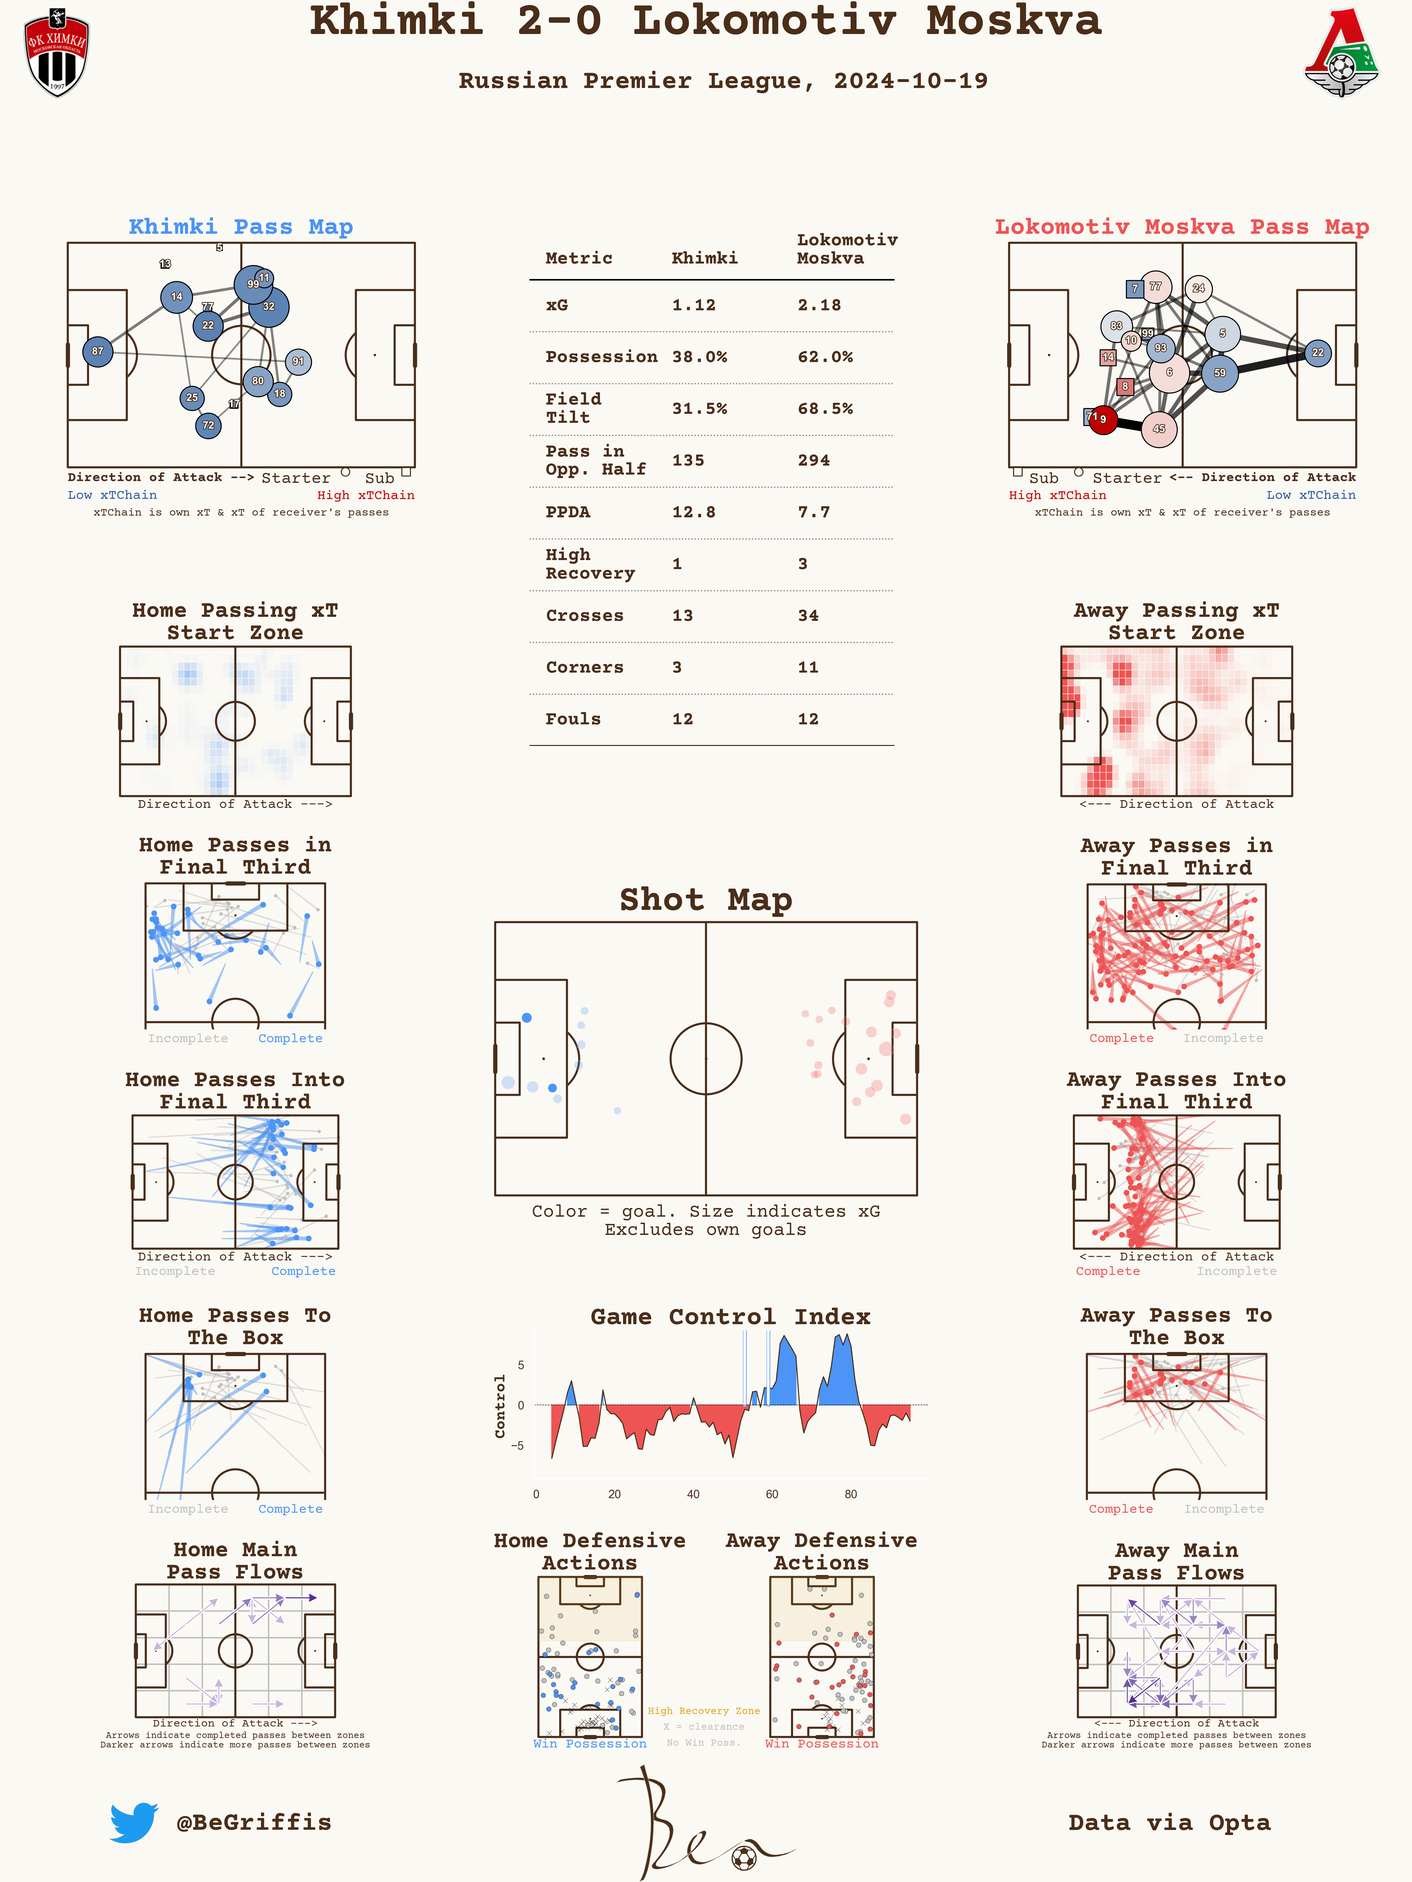 Khimki 2-0 Lokomotiv Moskva
Russian Premier League, 2024-10-19
ФК ХИМКИ
МОСКОВСКАЯ ОБЛАСТЬ
1997
Khimki Pass Map
5
13
99
11
14
77
32
22
87
91
80
18
25
17
72
Direction of Attack --> Starter Sub
Low xTChain High xTChain
xTChain is own xT & xT of receiver's passes
Metric Khimki Lokomotiv
Moskva
xG 1.12 2.18
Possession 38.0% 62.0%
Field
Tilt 31.5% 68.5%
Pass in
Opp. Half 135 294
PPDA 12.8 7.7
High
Recovery 1 3
Crosses 13 34
Corners 3 11
Fouls 12 12
Lokomotiv Moskva Pass Map
7
77
24
83
99
5
10
93
14
22
6
59
8
71
9
45
Sub Starter <-- Direction of Attack
High xTChain Low xTChain
xTChain is own xT & xT of receiver's passes
Home Passing xT
Start Zone
Direction of Attack --->
Away Passing xT
Start Zone
<--- Direction of Attack
Home Passes in
Final Third
Incomplete Complete
Away Passes in
Final Third
Complete Incomplete
Shot Map
Color = goal. Size indicates xG
Excludes own goals
Home Passes Into
Final Third
Direction of Attack --->
Incomplete Complete
Away Passes Into
Final Third
<--- Direction of Attack
Complete Incomplete
Home Passes To
The Box
Incomplete Complete
Game Control Index
Control
5
0
−5
0 20 40 60 80
Away Passes To
The Box
Complete Incomplete
Home Main
Pass Flows
Direction of Attack --->
Arrows indicate completed passes between zones
Darker arrows indicate more passes between zones
Home Defensive
Actions
Win Possession
High Recovery Zone
X = clearance
No Win Poss.
Away Defensive
Actions
Win Possession
Away Main
Pass Flows
<--- Direction of Attack
Arrows indicate completed passes between zones
Darker arrows indicate more passes between zones
@BeGriffis
Ben
Data via Opta